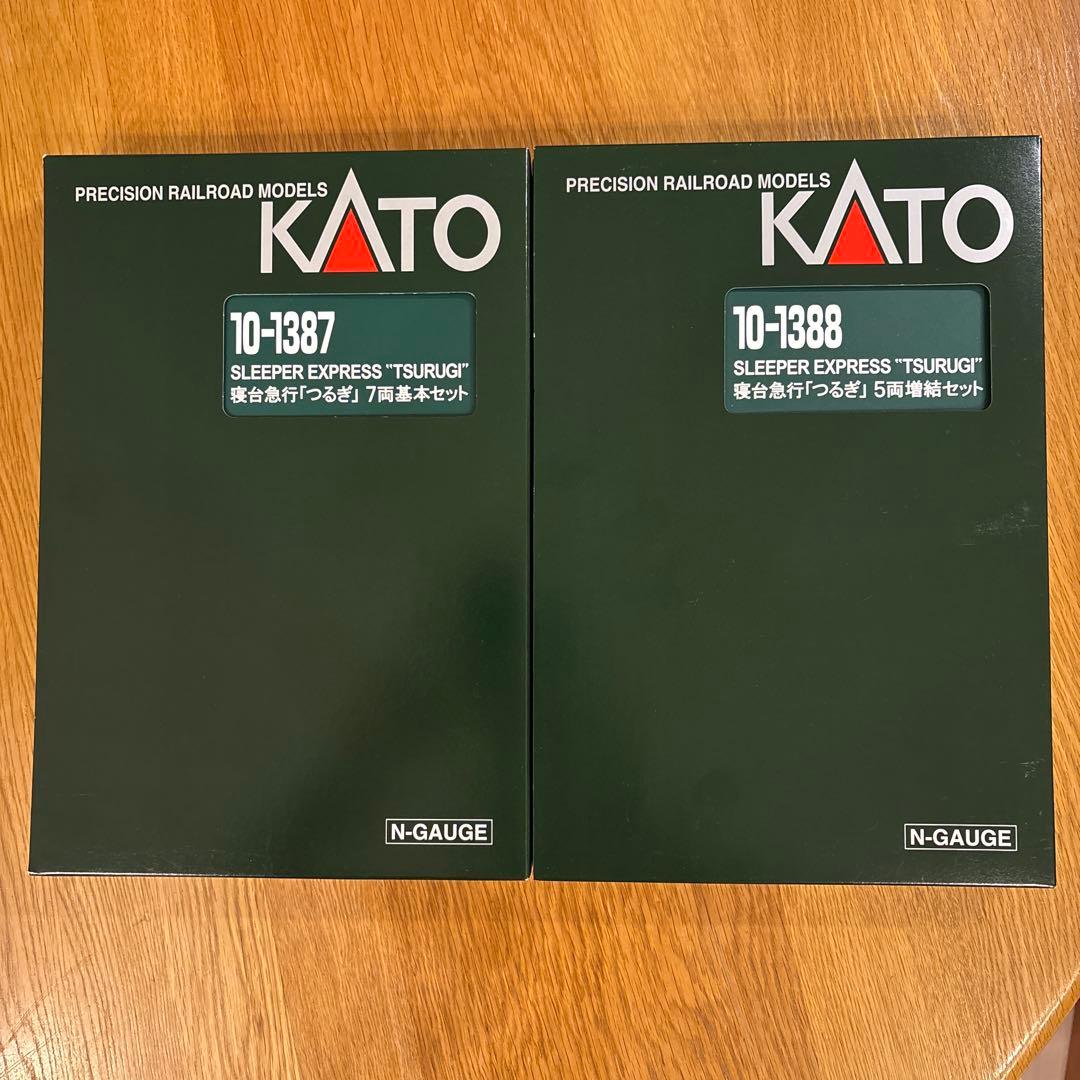 PRECISION RAILROAD MODELS
KATO
10-1387
SLEEPER EXPRESS "TSURUGI"
寝台急行「つるぎ」7両基本セット
N-GAUGE
PRECISION RAILROAD MODELS
KATO
10-1388
SLEEPER EXPRESS "TSURUGI"
寝台急行「つるぎ」5両増結セット
N-GAUGE